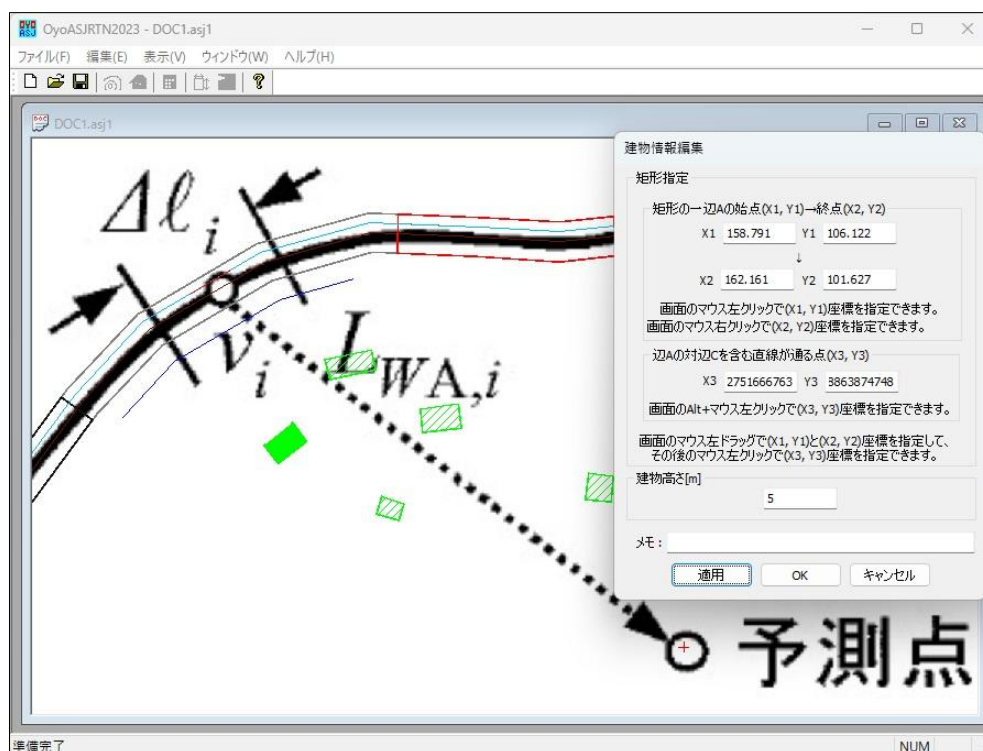 OyoASJRTN2023 - DOC1.asj1
ファイル(F) 編集(E) 表示(V) ウィンドウ(W) ヘルプ(H)
DOC1.asj1
Δℓi
νi
LWA,i
予測点
建物情報編集
矩形指定
矩形の一辺Aの始点(X1, Y1)→終点(X2, Y2)
X1 158.791 Y1 106.122
↓
X2 162.161 Y2 101.627
画面のマウス左クリックで(X1, Y1)座標を指定できます。
画面のマウス右クリックで(X2, Y2)座標を指定できます。
辺Aの対辺Cを含む直線が通る点(X3, Y3)
X3 2751666763 Y3 3863874748
画面のAlt+マウス左クリックで(X3, Y3)座標を指定できます。
画面のマウス左ドラッグで(X1, Y1)と(X2, Y2)座標を指定して、
その後のマウス左クリックで(X3, Y3)座標を指定できます。
建物高さ[m]
5
メモ：
適用 OK キャンセル
準備完了 NUM